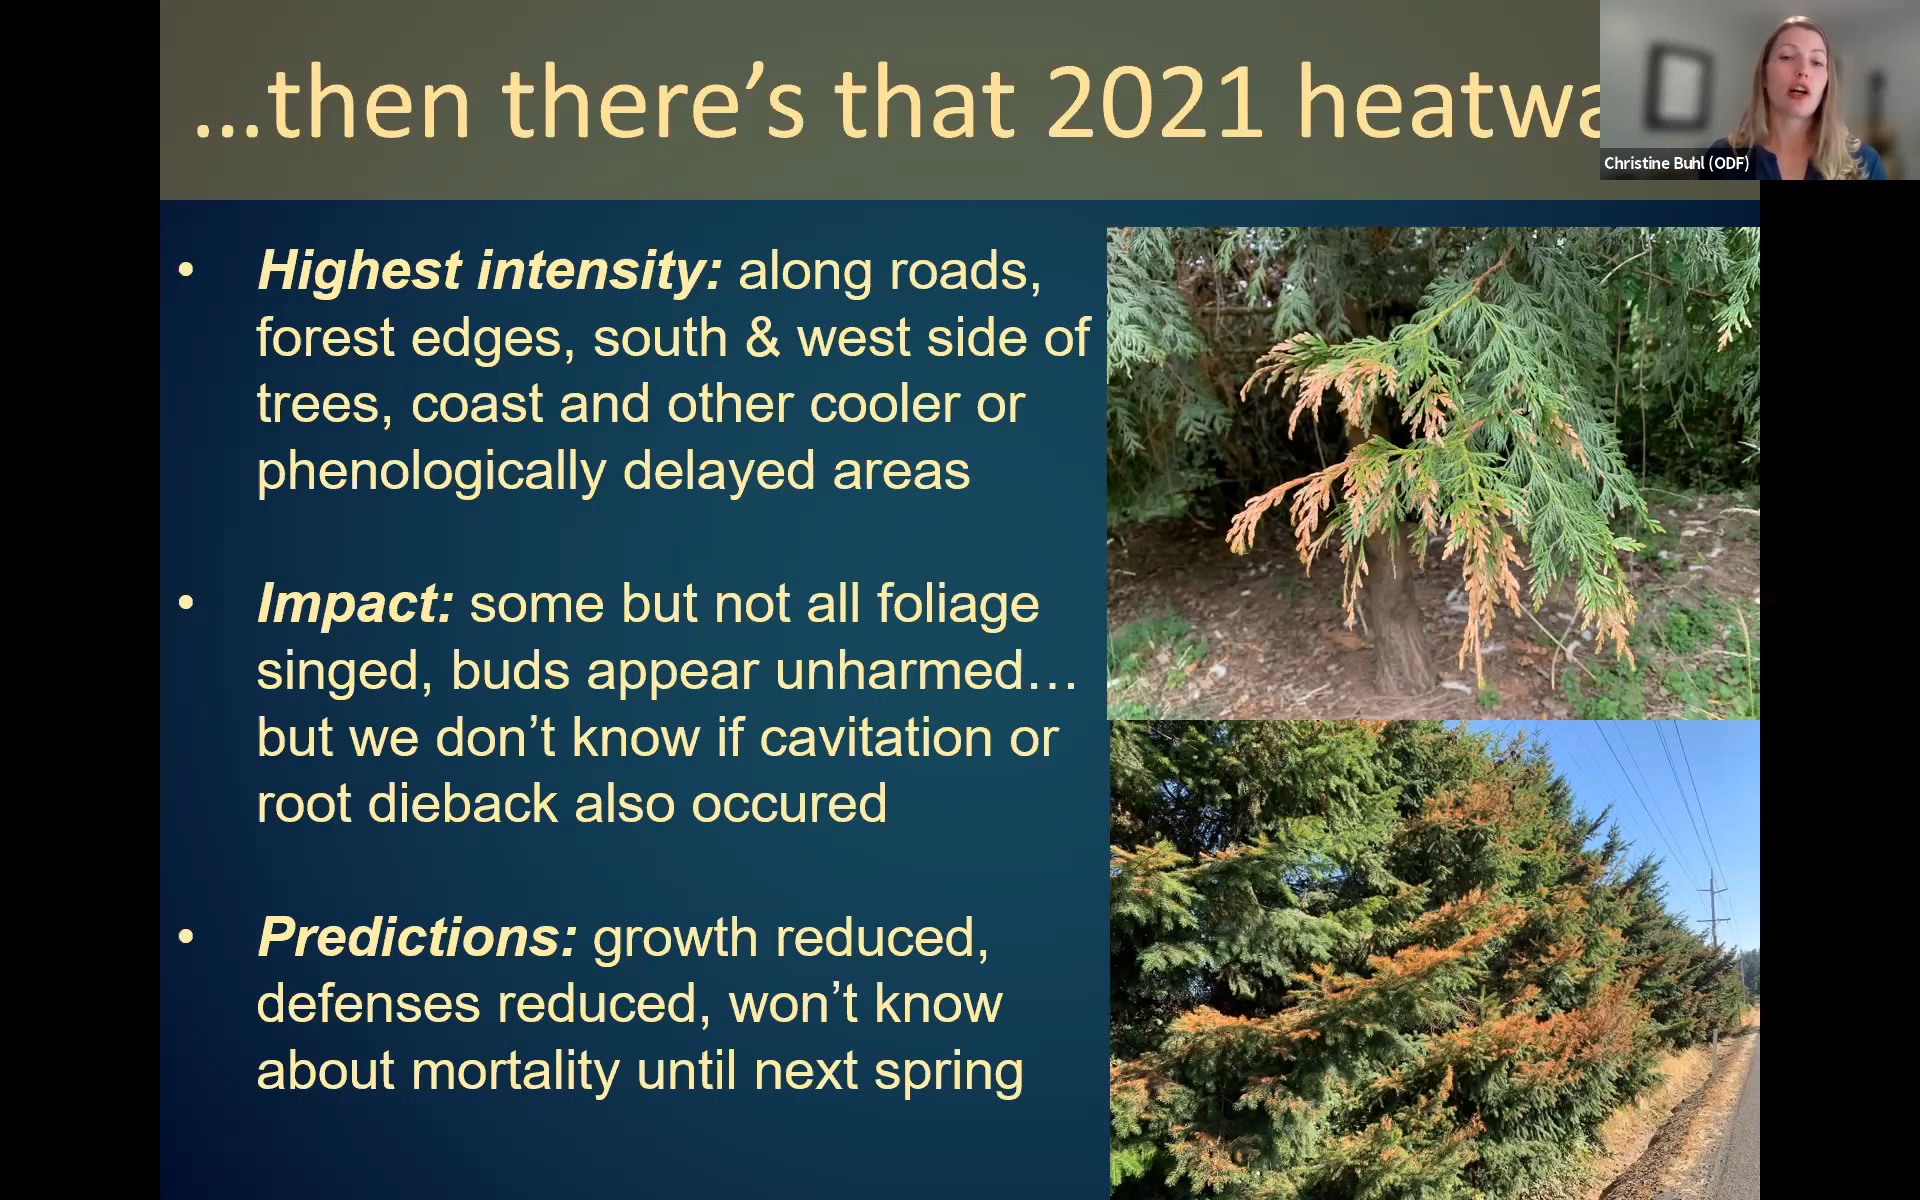 ...then there's that 2021 heatwa
Christine Buhl (ODF)
• Highest intensity: along roads,
forest edges, south & west side of
trees, coast and other cooler or
phenologically delayed areas
• Impact: some but not all foliage
singed, buds appear unharmed…
but we don't know if cavitation or
root dieback also occured
• Predictions: growth reduced,
defenses reduced, won't know
about mortality until next spring